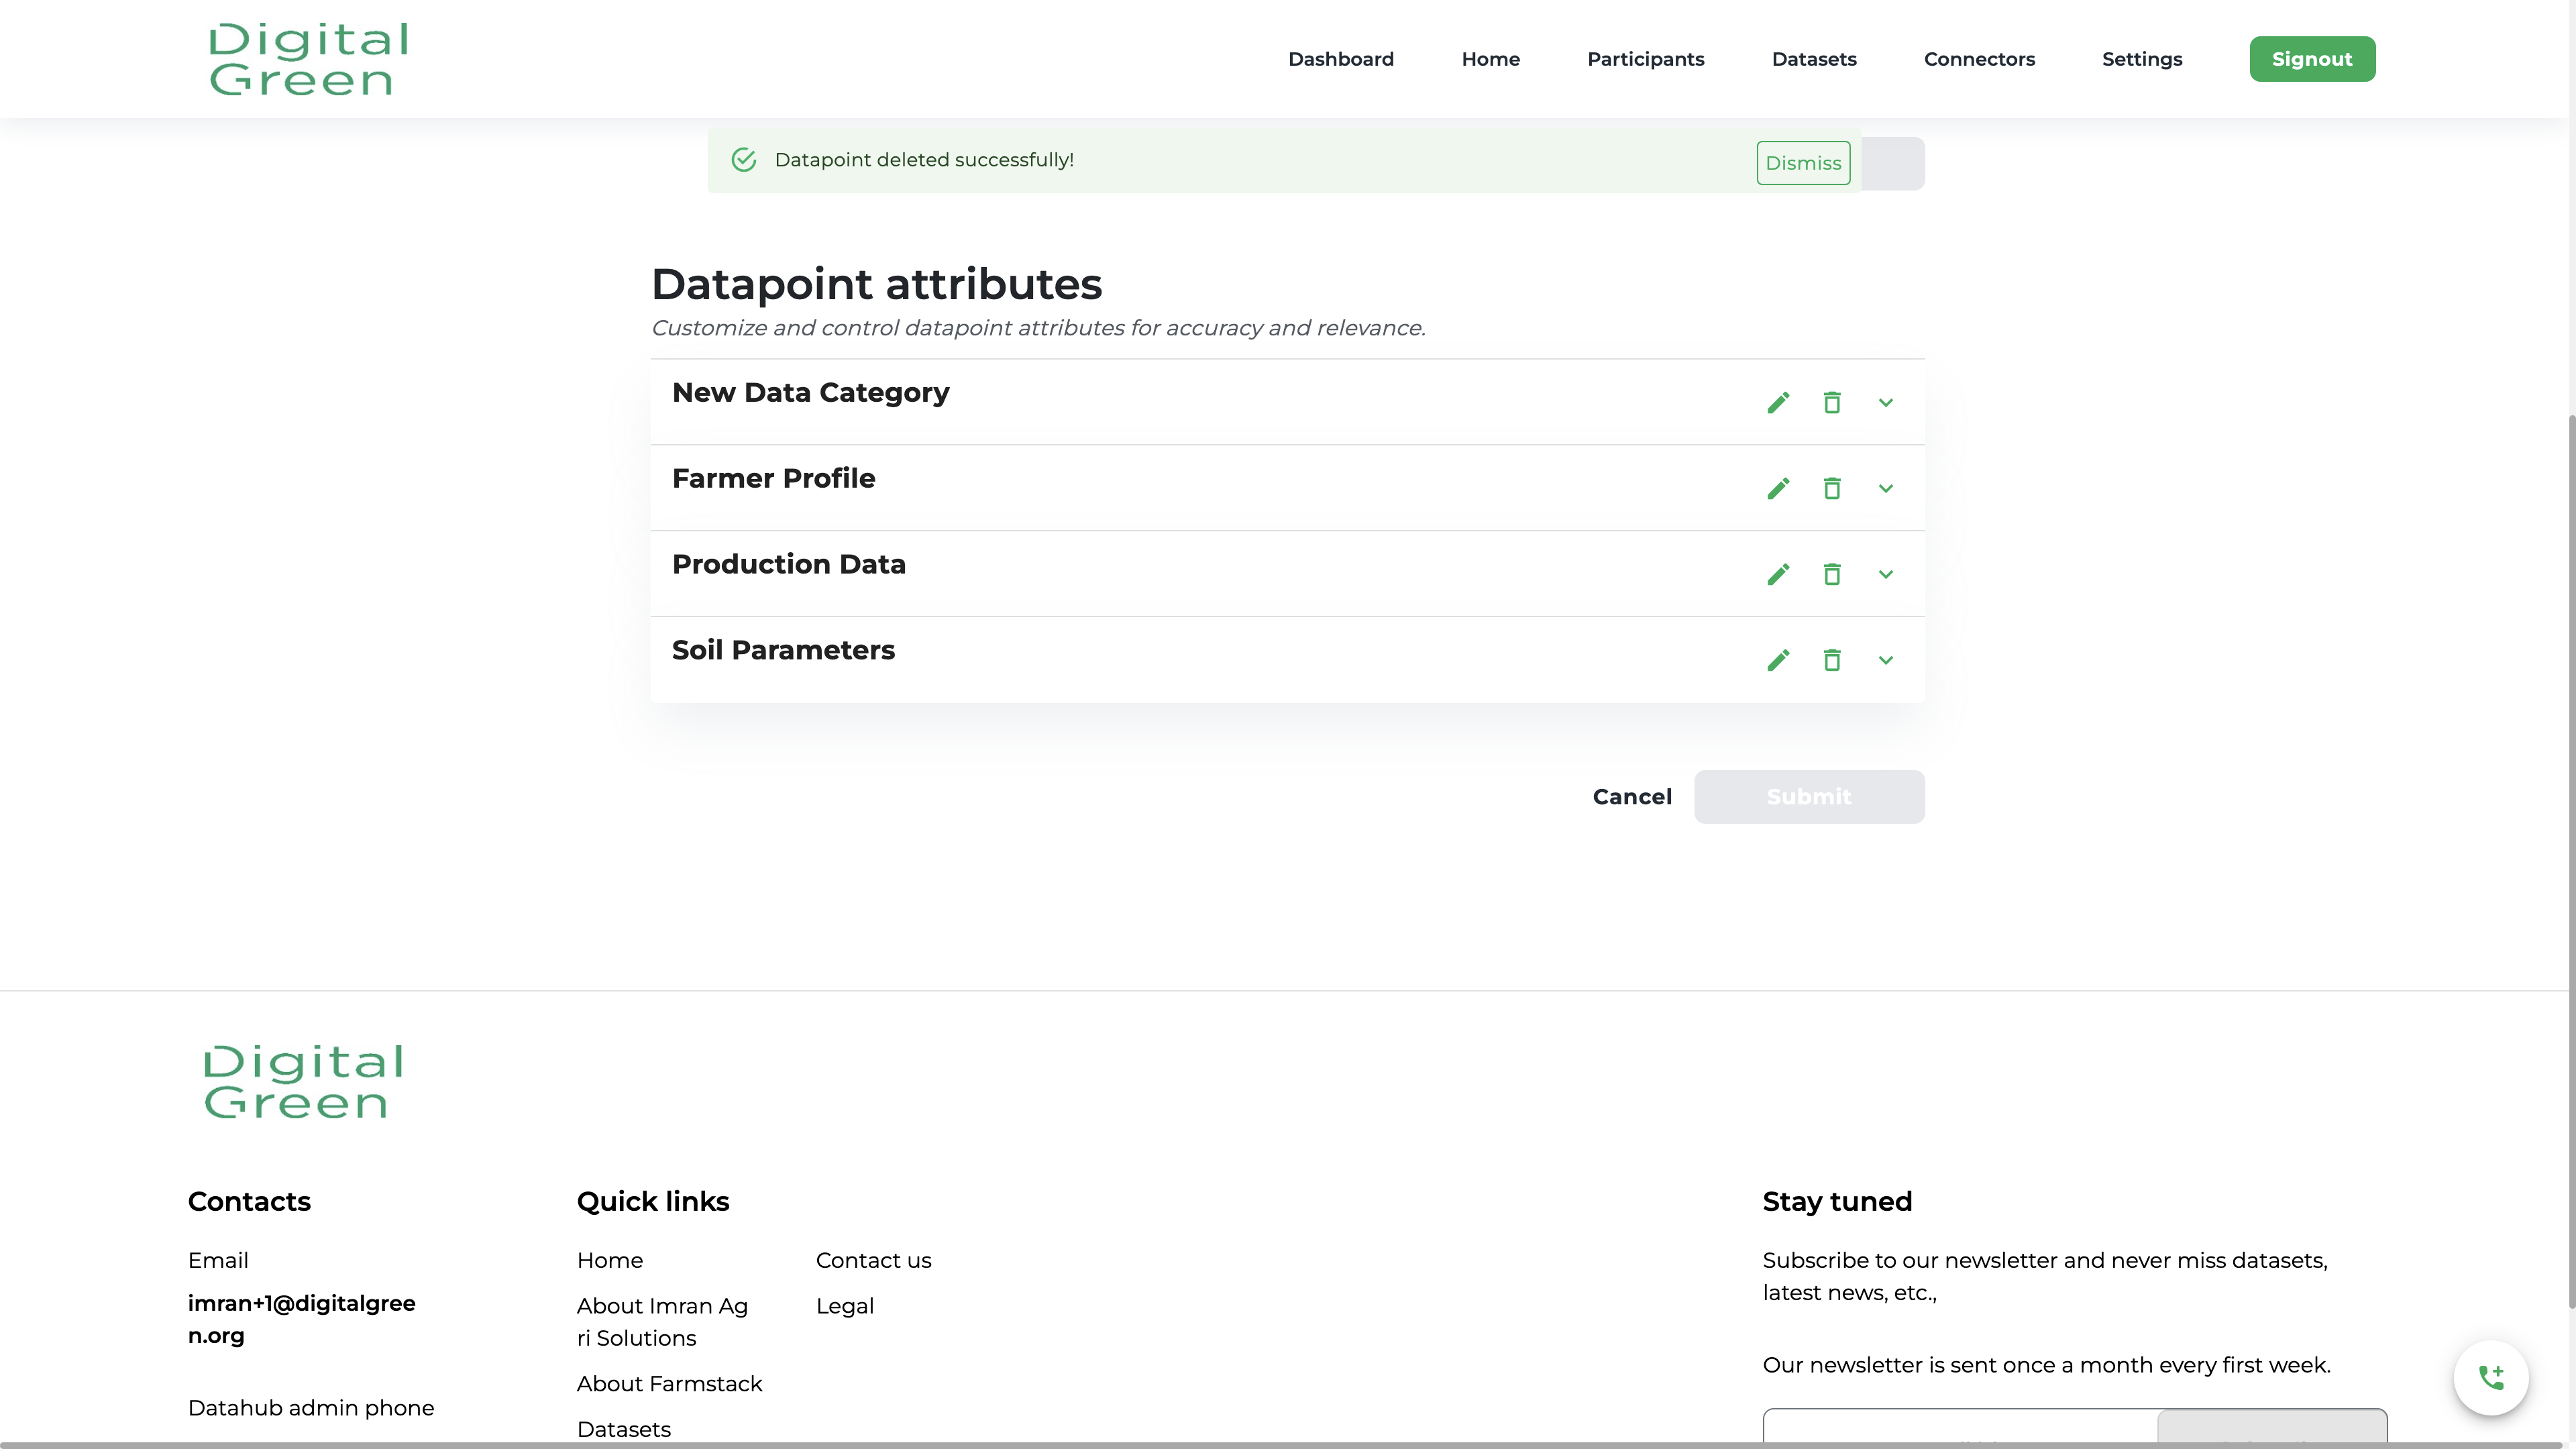 Digital
Green
Dashboard
Home
Participants
Datasets
Connectors
Settings
Signout
Datapoint deleted successfully!
Dismiss
Datapoint attributes
Customize and control datapoint attributes for accuracy and relevance.
New Data Category
Farmer Profile
Production Data
Soil Parameters
Cancel
Submit
Digital
Green
Contacts
Email
imran+1@digitalgree
n.org
Datahub admin phone
Quick links
Home
About Imran Ag
ri Solutions
About Farmstack
Datasets
Contact us
Legal
Stay tuned
Subscribe to our newsletter and never miss datasets,
latest news, etc.,
Our newsletter is sent once a month every first week.